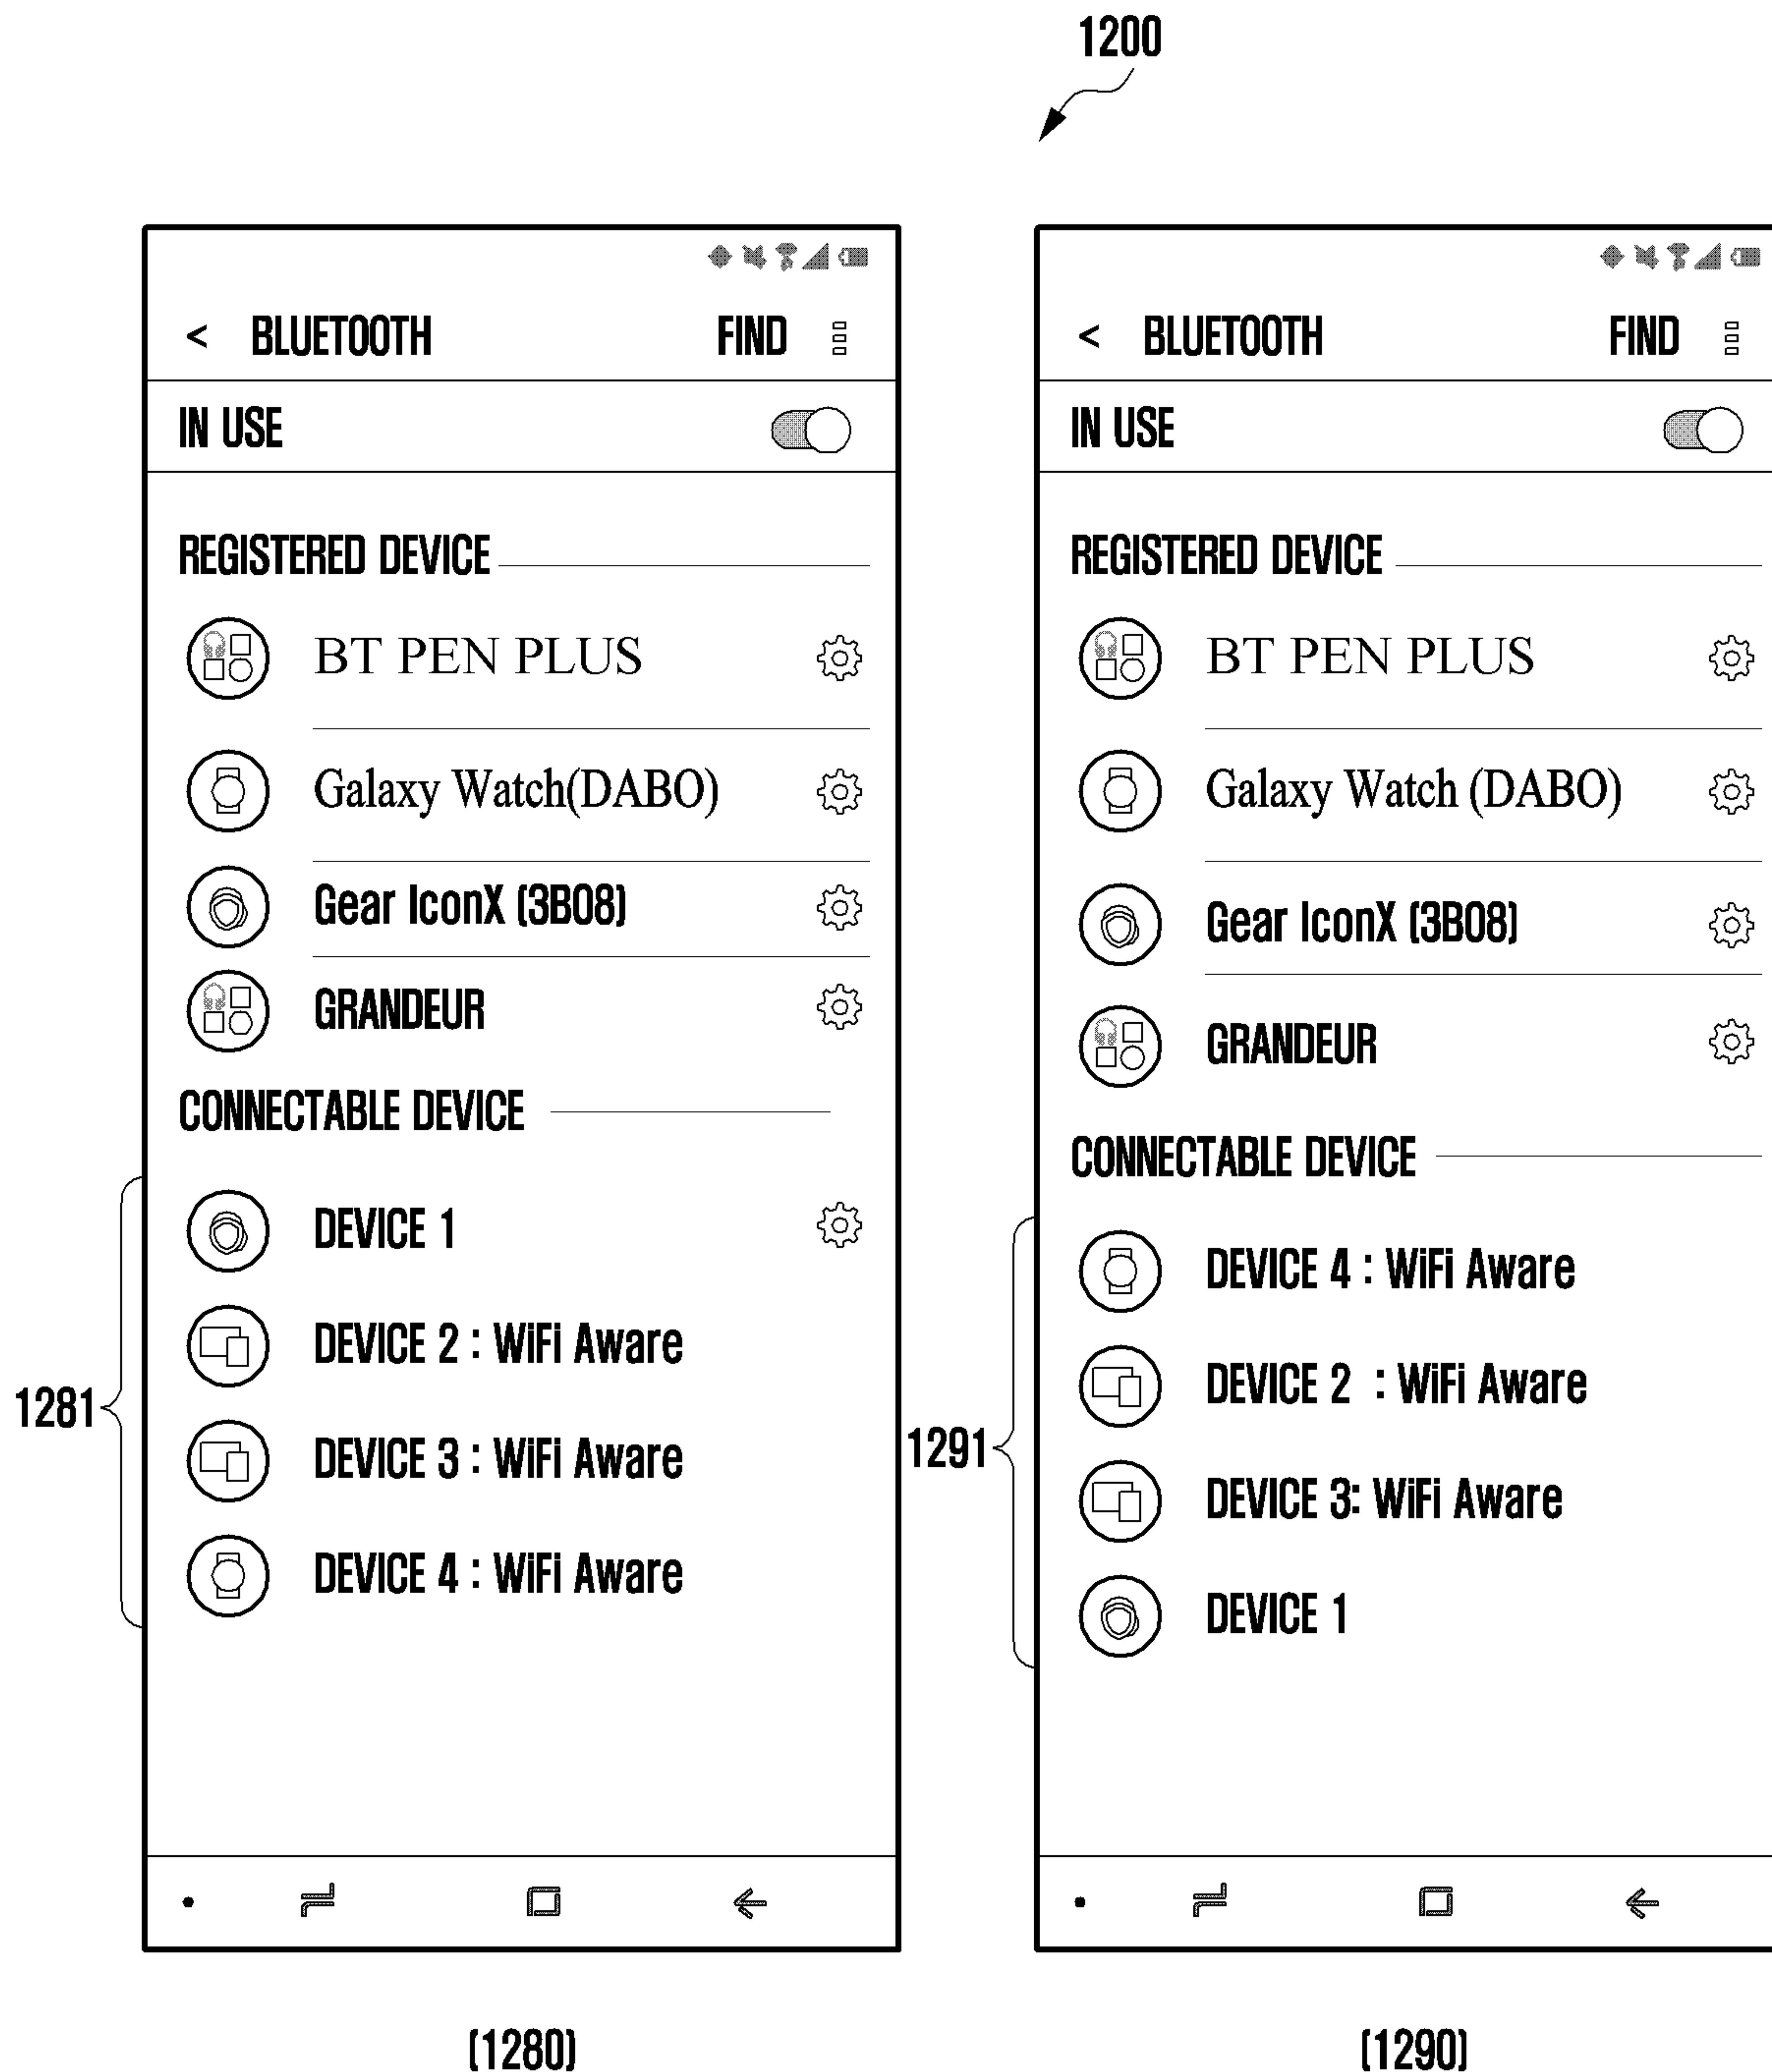 1200
< BLUETOOTH FIND
IN USE
REGISTERED DEVICE
BT PEN PLUS
Galaxy Watch(DABO)
Gear IconX (3B08)
GRANDEUR
CONNECTABLE DEVICE
1281
DEVICE 1
DEVICE 2 : WiFi Aware
DEVICE 3 : WiFi Aware
DEVICE 4 : WiFi Aware
(1280)
< BLUETOOTH FIND
IN USE
REGISTERED DEVICE
BT PEN PLUS
Galaxy Watch (DABO)
Gear IconX (3B08)
GRANDEUR
CONNECTABLE DEVICE
1291
DEVICE 4 : WiFi Aware
DEVICE 2 : WiFi Aware
DEVICE 3: WiFi Aware
DEVICE 1
(1290)